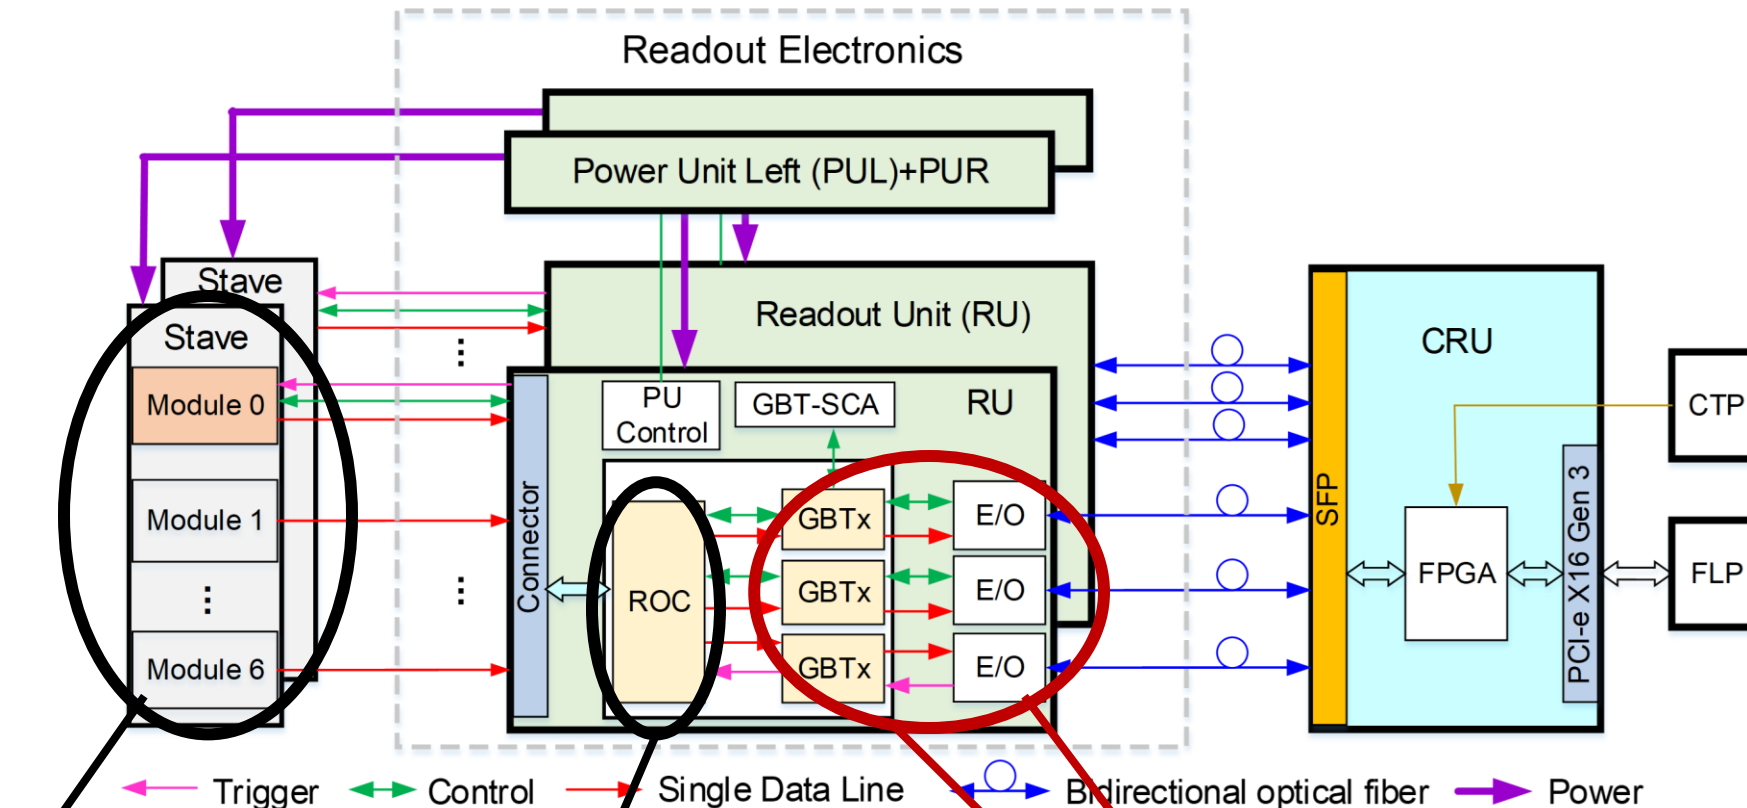 Readout Electronics
Power Unit Left (PUL)+PUR
Stave
Stave
Module 0
Module 1
Module 6
Readout Unit (RU)
RU
PU
Control
GBT-SCA
Connector
ROC
GBTx
E/O
GBTx
E/O
GBTx
E/O
SFP
CRU
FPGA
PCI-e X16 Gen 3
CTP
FLP
Trigger
Control
Single Data Line
Bidirectional optical fiber
Power